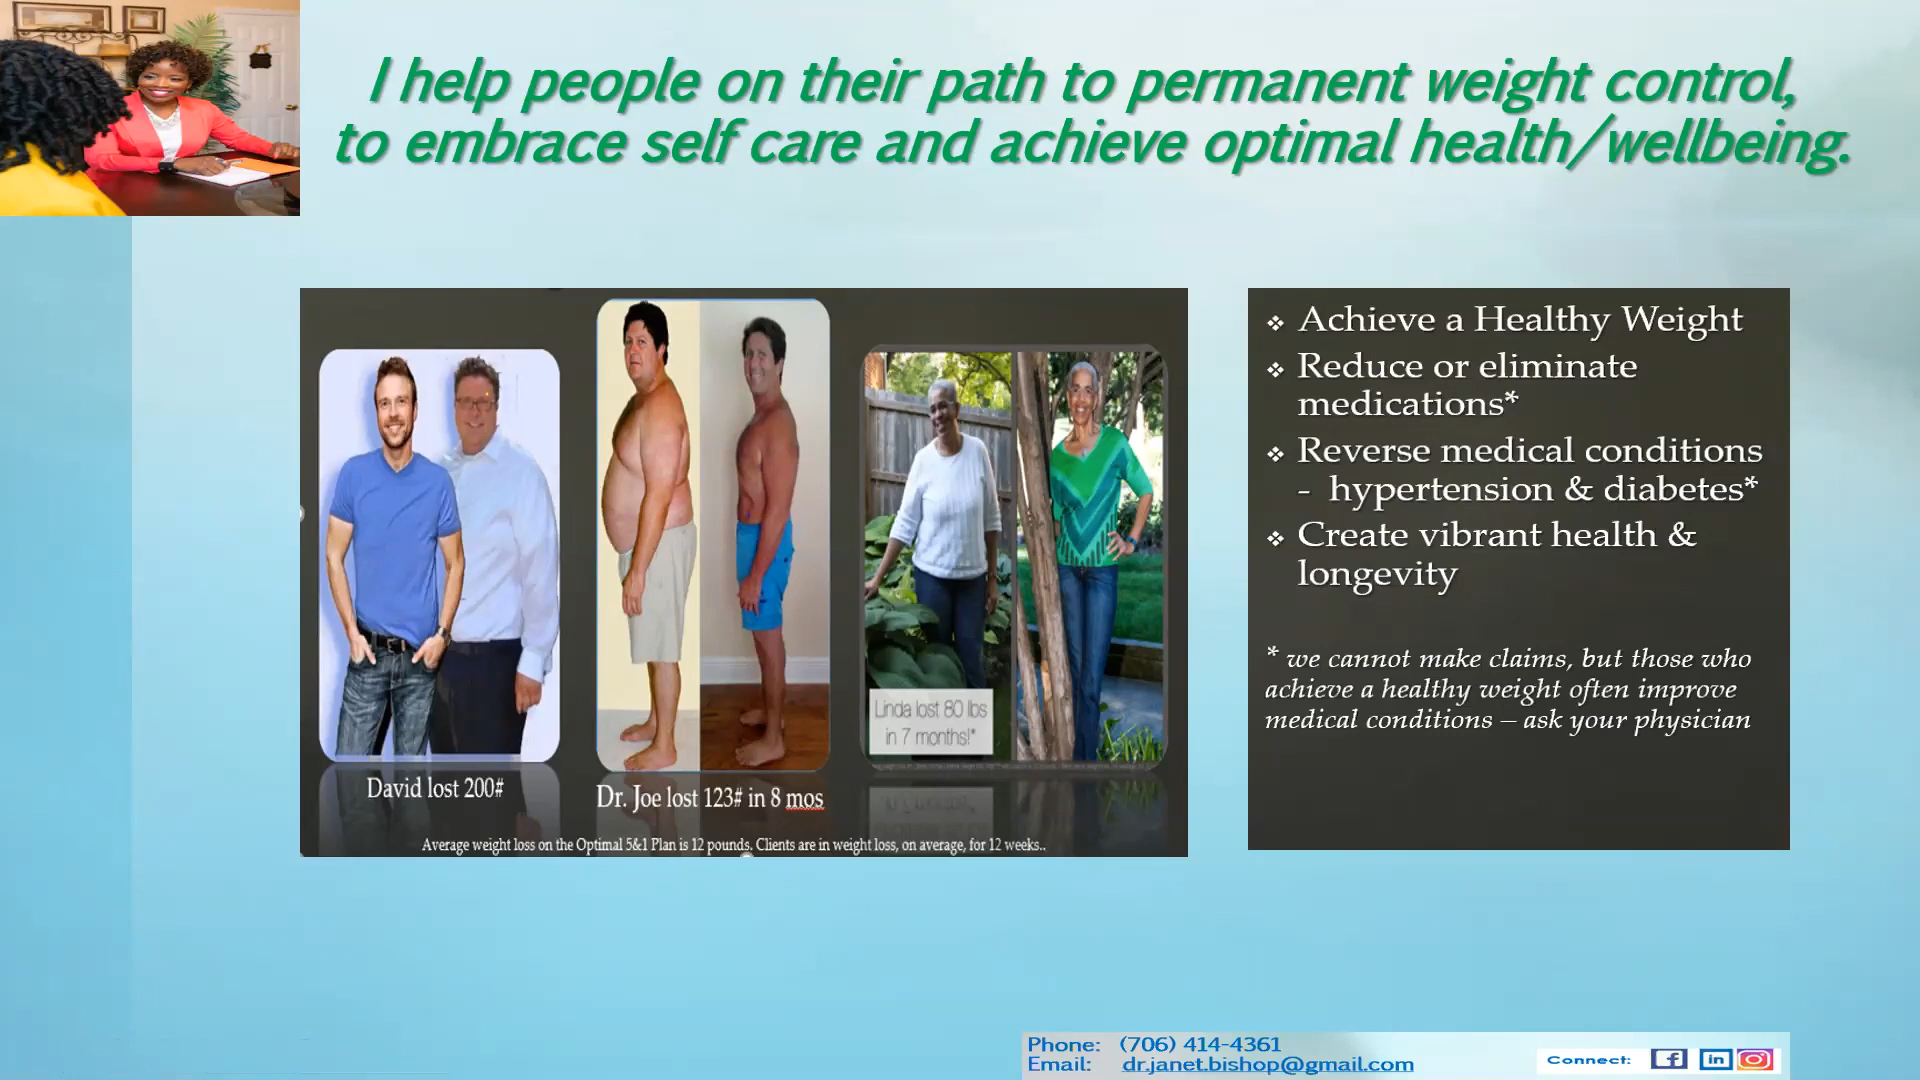 I help people on their path to permanent weight control,
to embrace self care and achieve optimal health/wellbeing.
David lost 200#
Dr. Joe lost 123# in 8 mos
Linda lost 80 lbs
in 7 months!*
Average weight loss on the Optimal 5&1 Plan is 12 pounds. Clients are in weight loss, on average, for 12 weeks..
❖ Achieve a Healthy Weight
❖ Reduce or eliminate
medications*
❖ Reverse medical conditions
- hypertension & diabetes*
❖ Create vibrant health &
longevity
* we cannot make claims, but those who
achieve a healthy weight often improve
medical conditions – ask your physician
Phone: (706) 414-4361
Email: dr.janet.bishop@gmail.com
Connect: